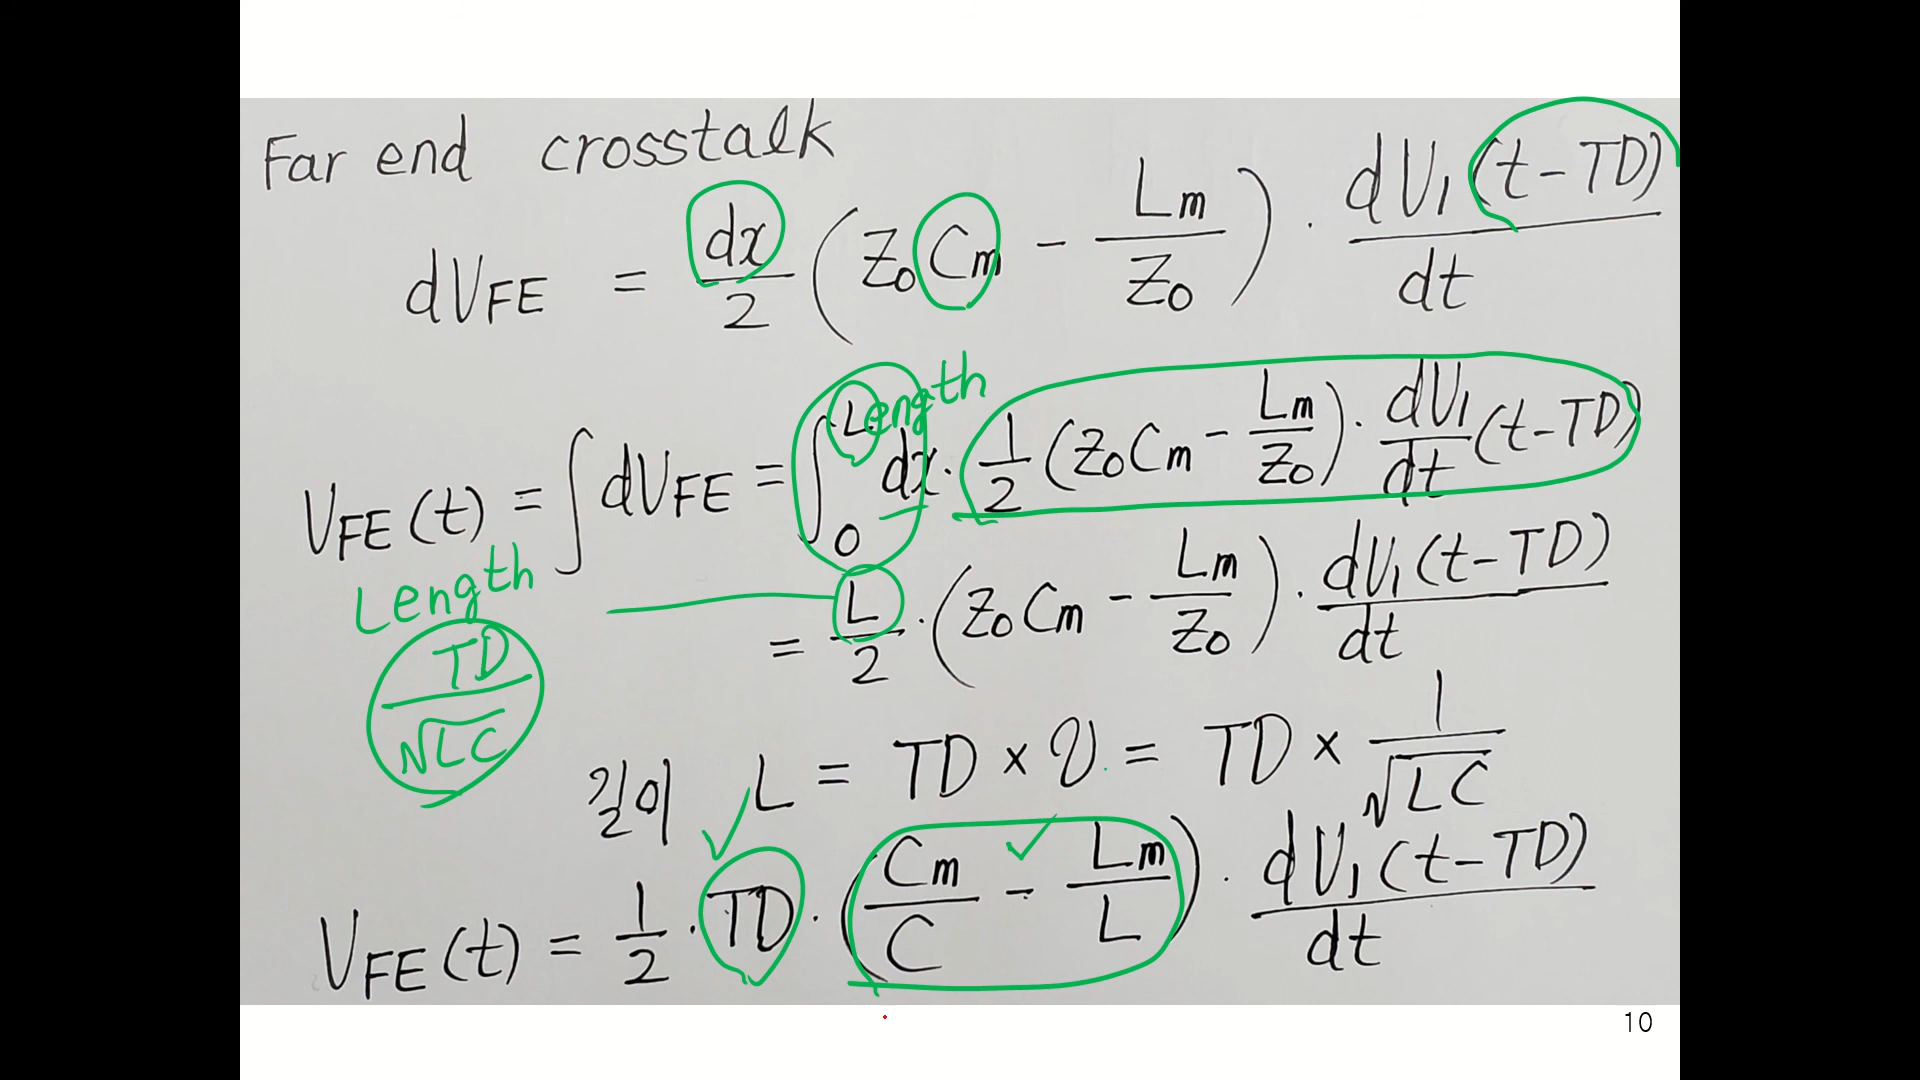 Far end crosstalk
dV_FE = dx/2 (Z₀Cm - Lm/Z₀) · dV₁(t-TD)/dt
Length
V_FE(t) = ∫dV_FE = ∫₀ᴸ dx · 1/2 (Z₀Cm - Lm/Z₀) · dV₁/dt (t-TD)
= L/2 · (Z₀Cm - Lm/Z₀) · dV₁(t-TD)/dt
Length
TD/√LC
길이 L = TD × v = TD × 1/√LC
V_FE(t) = 1/2 · TD · (Cm/C - Lm/L) · dV₁(t-TD)/dt
10